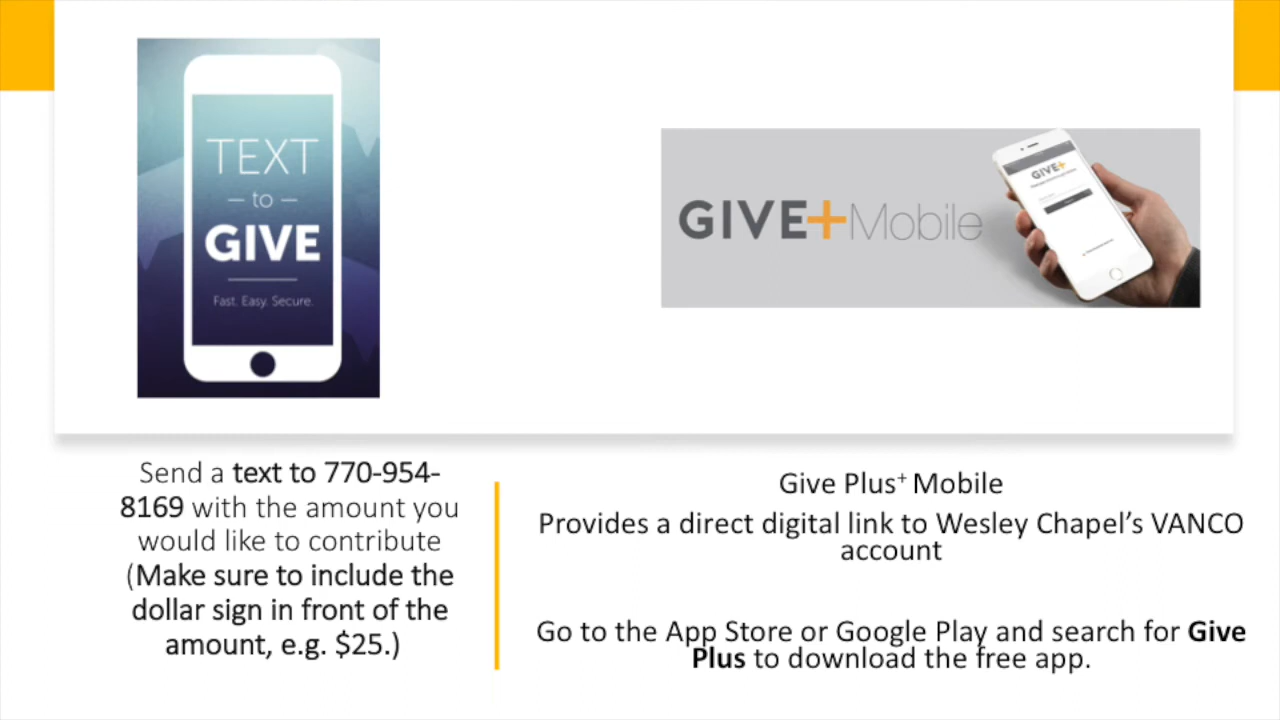 TEXT
– to –
GIVE
Fast. Easy. Secure.
GIVE+Mobile
GIVE+
Send a text to 770-954-
8169 with the amount you
would like to contribute
(Make sure to include the
dollar sign in front of the
amount, e.g. $25.)
Give Plus⁺ Mobile
Provides a direct digital link to Wesley Chapel’s VANCO
account
Go to the App Store or Google Play and search for Give
Plus to download the free app.